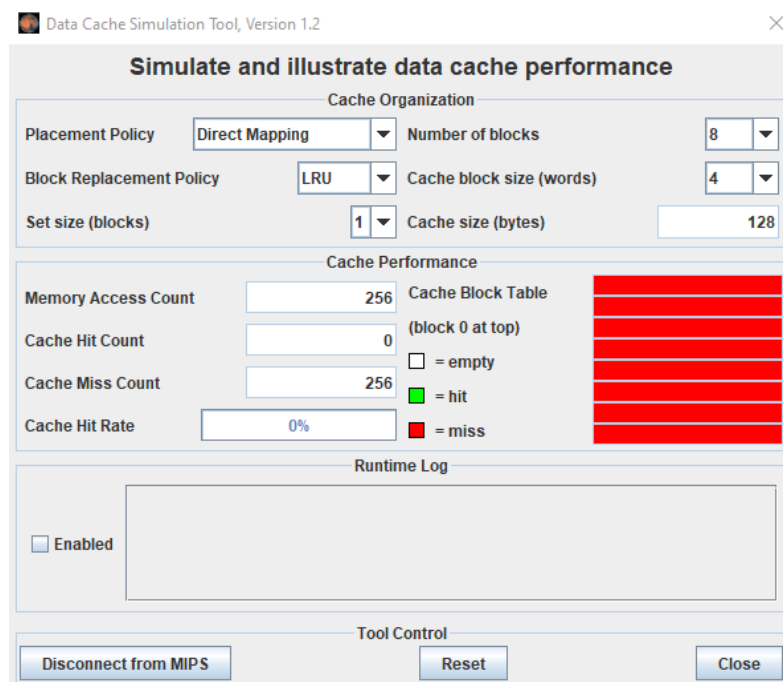 Data Cache Simulation Tool, Version 1.2
Simulate and illustrate data cache performance
Cache Organization
Placement Policy Direct Mapping Number of blocks 8
Block Replacement Policy LRU Cache block size (words) 4
Set size (blocks) 1 Cache size (bytes) 128
Cache Performance
Memory Access Count 256 Cache Block Table
(block 0 at top)
Cache Hit Count 0
= empty
Cache Miss Count 256
= hit
Cache Hit Rate 0%
= miss
Runtime Log
Enabled
Tool Control
Disconnect from MIPS Reset Close